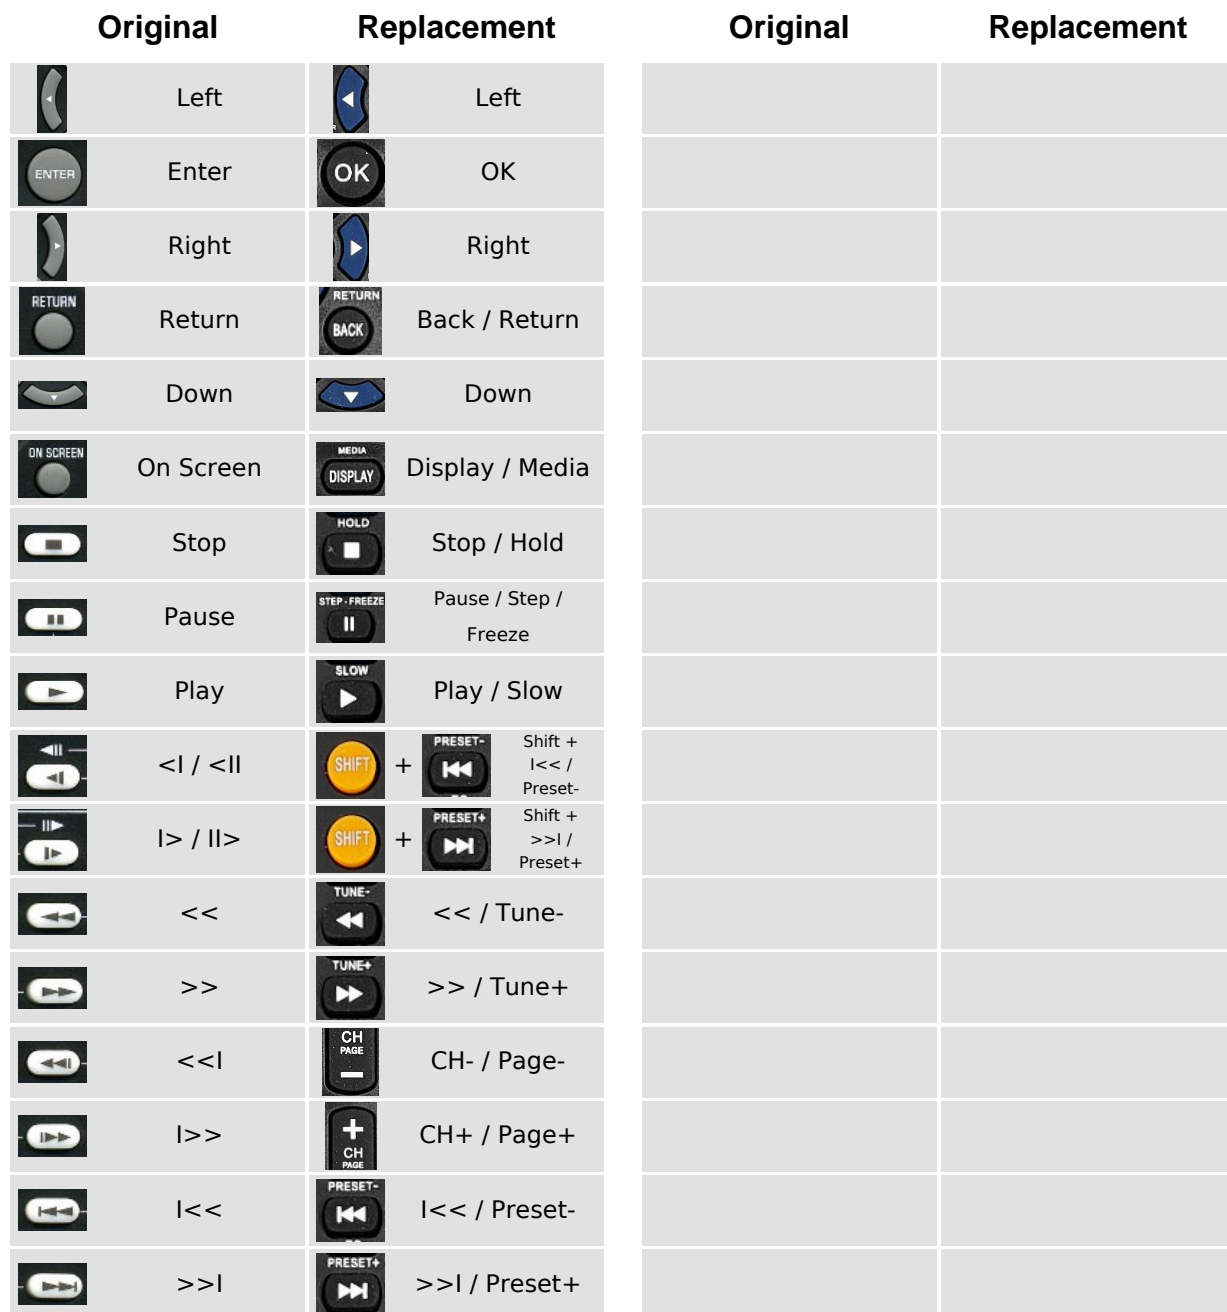 Original Replacement Original Replacement
Left Left
ENTER Enter OK OK
Right Right
RETURN Return RETURN BACK Back / Return
Down Down
ON SCREEN On Screen MEDIA DISPLAY Display / Media
HOLD
Stop Stop / Hold
STEP-FREEZE
Pause Pause / Step /
Freeze
SLOW
Play Play / Slow
PRESET- Shift +
<I / <II SHIFT + I<< /
Preset-
PRESET+ Shift +
I> / II> SHIFT + >>I /
Preset+
TUNE-
<< << / Tune-
TUNE+
>> >> / Tune+
CH
PAGE
<<I CH- / Page-
I>> + CH+ / Page+
CH
PAGE
PRESET-
I<< I<< / Preset-
PRESET+
>>I >>I / Preset+